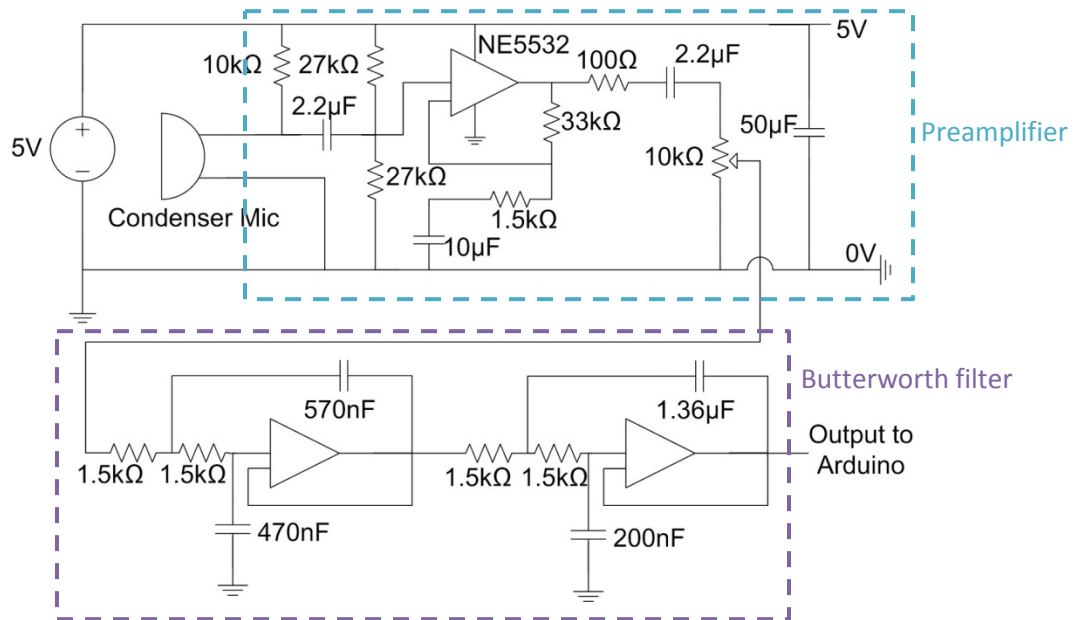 5V
NE5532
10kΩ
27kΩ
100Ω
2.2µF
2.2µF
33kΩ
50µF
Preamplifier
5V
+
−
10kΩ
27kΩ
Condenser Mic
1.5kΩ
10µF
0V
Butterworth filter
570nF
1.36µF
Output to
Arduino
1.5kΩ
1.5kΩ
1.5kΩ
1.5kΩ
470nF
200nF